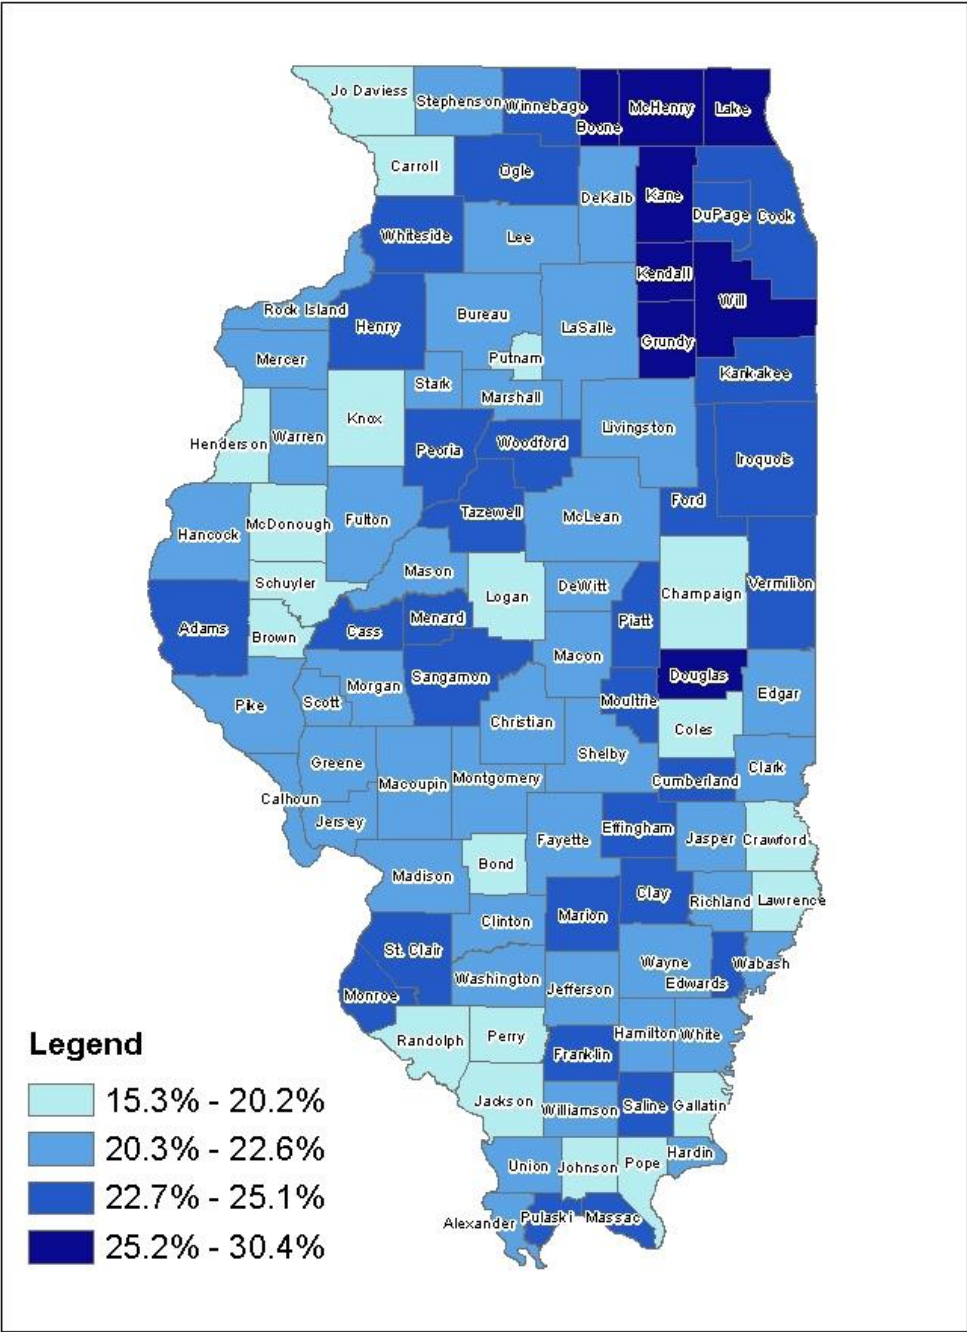 Jo Daviess
Stephenson
Winnebago
Boone
McHenry
Lake
Carroll
Ogle
DeKalb
Kane
DuPage
Cook
Whiteside
Lee
Kendall
Will
Rock Island
Henry
Bureau
LaSalle
Grundy
Putnam
Mercer
Kankakee
Stark
Marshall
Knox
Henderson
Warren
Peoria
Woodford
Livingston
Iroquois
Ford
Tazewell
McLean
Hancock
McDonough
Fulton
Mason
Schuyler
Logan
DeWitt
Champaign
Vermilion
Adams
Brown
Cass
Menard
Piatt
Macon
Douglas
Edgar
Pike
Scott
Morgan
Sangamon
Moultrie
Christian
Coles
Shelby
Greene
Macoupin
Montgomery
Cumberland
Clark
Calhoun
Jersey
Fayette
Effingham
Jasper
Crawford
Madison
Bond
Clay
Richland
Lawrence
Clinton
Marion
St. Clair
Wayne
Wabash
Edwards
Washington
Jefferson
Monroe
Randolph
Perry
Hamilton
White
Franklin
Jackson
Williamson
Saline
Gallatin
Union
Johnson
Pope
Hardin
Alexander
Pulaski
Massac
Legend
15.3% - 20.2%
20.3% - 22.6%
22.7% - 25.1%
25.2% - 30.4%